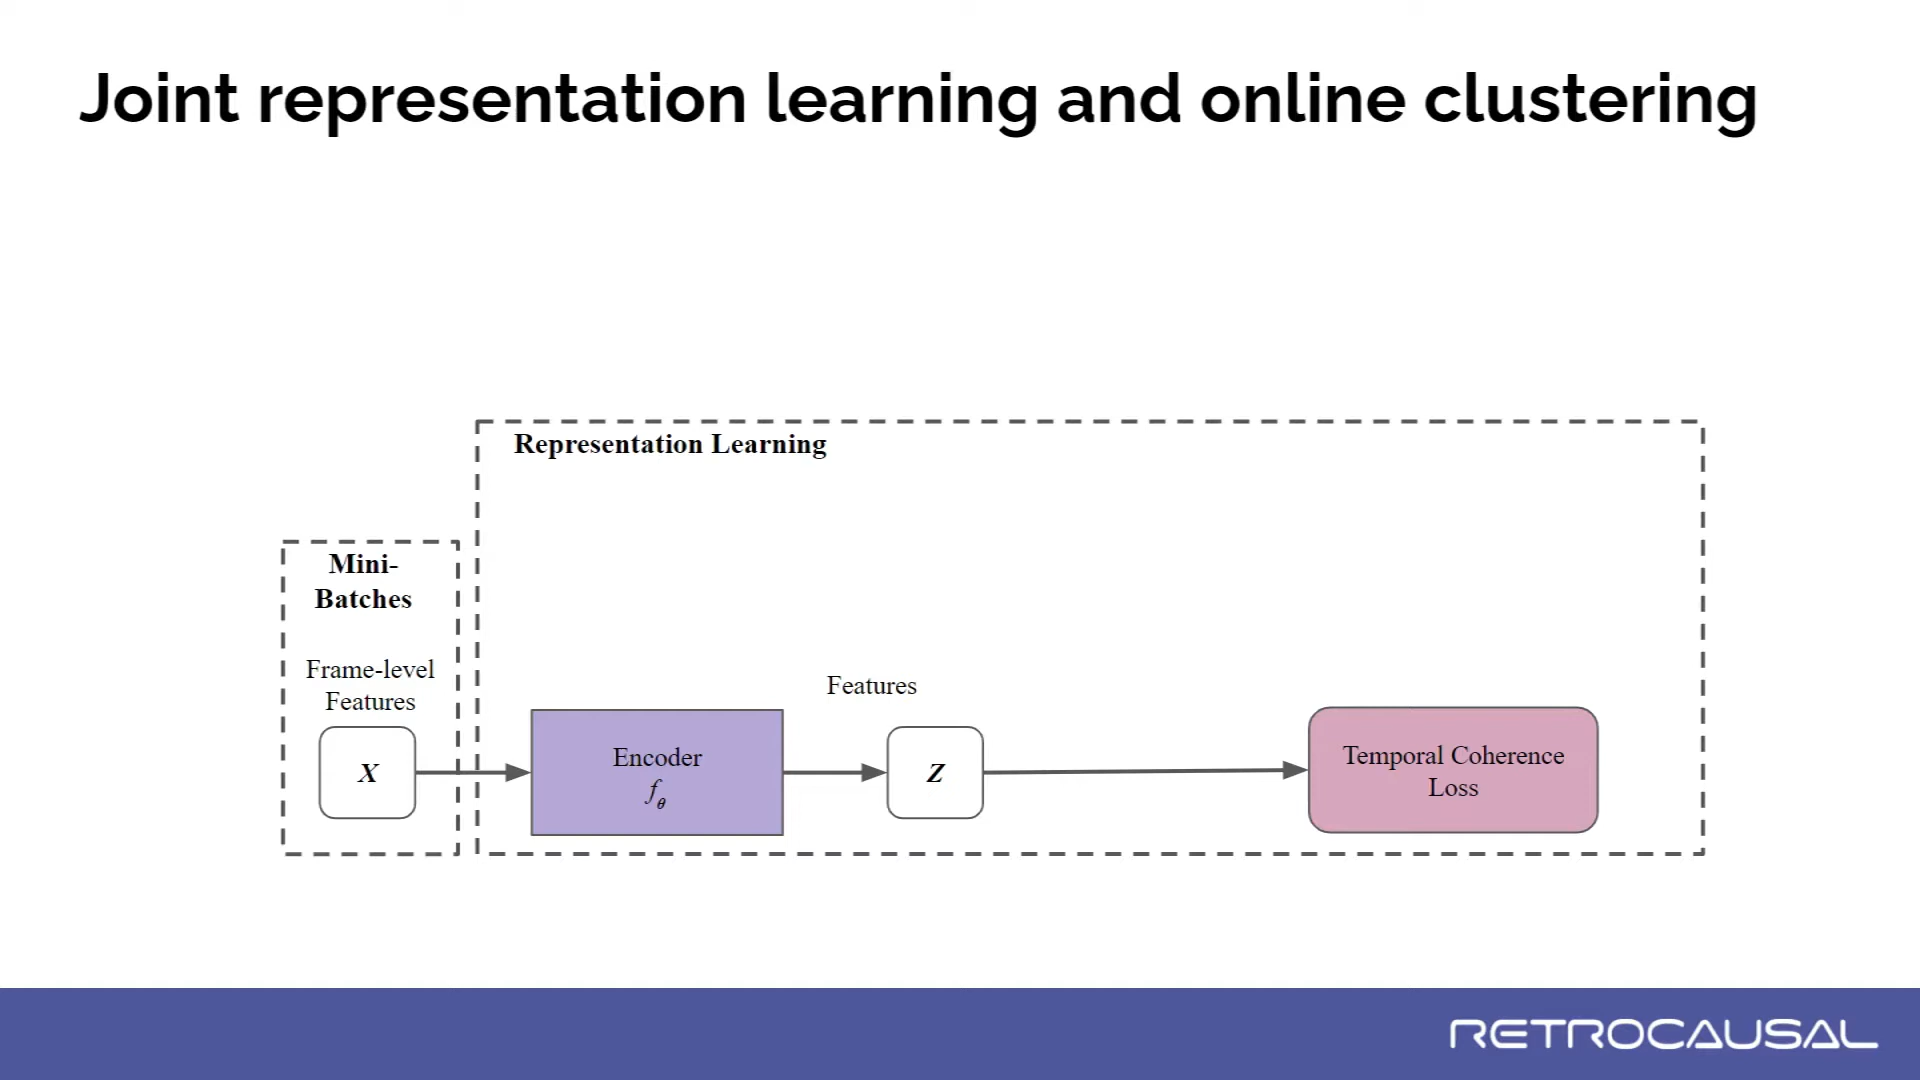 Joint representation learning and online clustering
Representation Learning
Mini-
Batches
Frame-level
Features
X
Encoder
fθ
Features
Z
Temporal Coherence
Loss
RETROCAUSAL